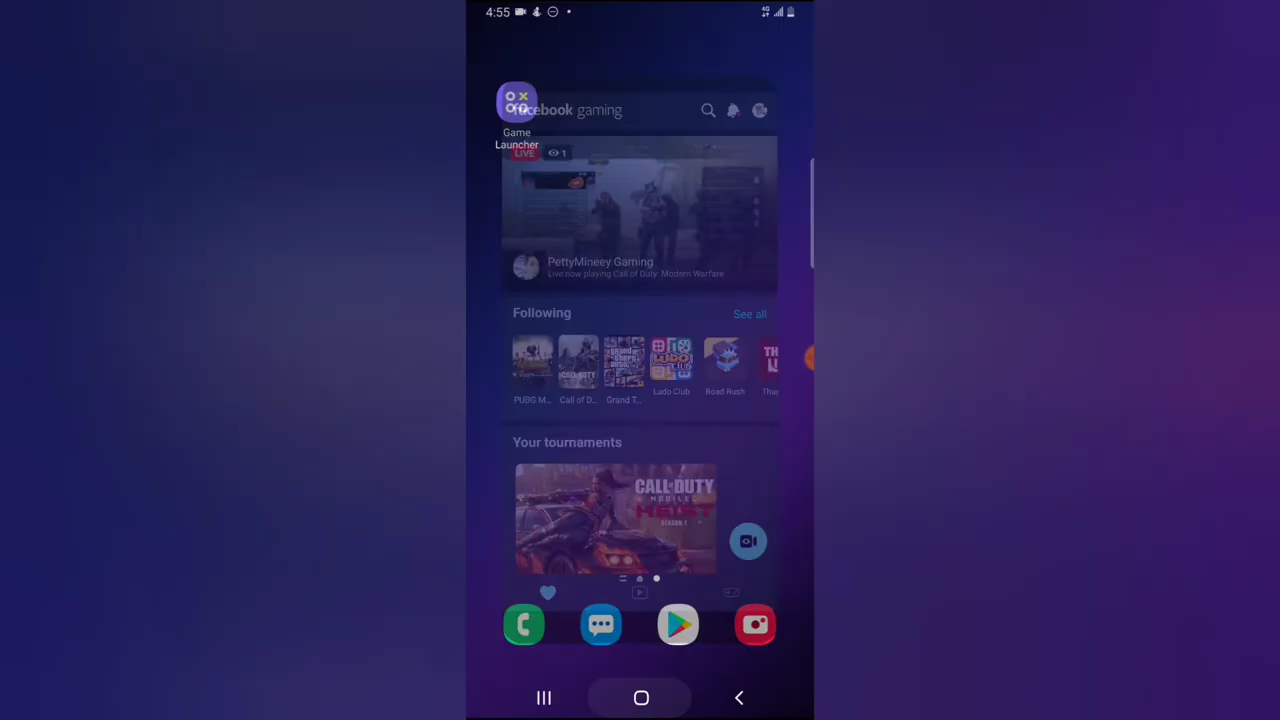 4:55
4G
facebook gaming
Game
Launcher
LIVE 1
PettyMineey Gaming
Live now playing Call of Duty: Modern Warfare
Following
See all
PUBG M...
Call of D...
Grand T...
Ludo Club
Road Rush
Thu
CALL OF DUTY
MOBILE
HEIST
SEASON 1
Your tournaments